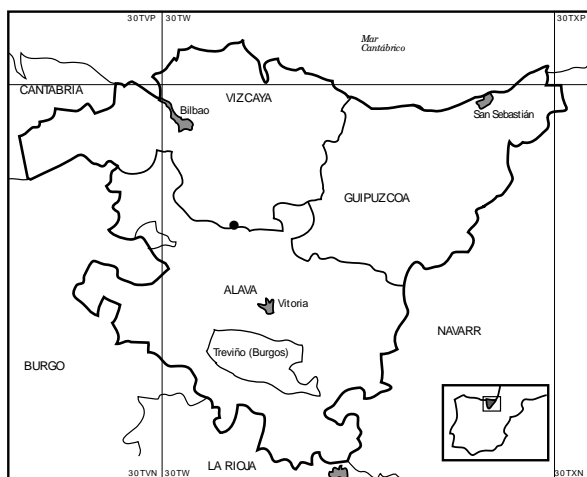 30TVP
30TW
30TXP
Mar
Cantábrico
CANTABRIA
VIZCAYA
Bilbao
San Sebastián
GUIPUZCOA
ALAVA
Vitoria
NAVARR
Treviño (Burgos)
BURGO
LA RIOJA
30TVN
30TW
30TXN